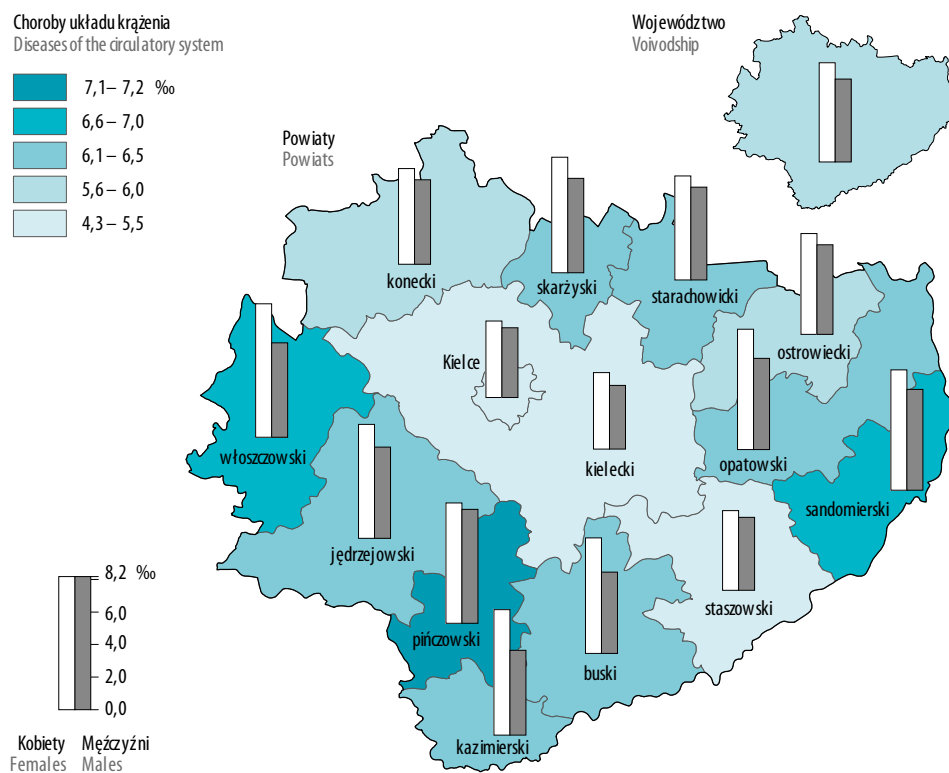 Choroby układu krążenia
Diseases of the circulatory system
7,1– 7,2 ‰
6,6 – 7,0
6,1 – 6,5
5,6 – 6,0
4,3 – 5,5
Województwo
Voivodship
Powiaty
Powiats
konecki
skarżyski
starachowicki
ostrowiecki
Kielce
włoszczowski
kielecki
opatowski
sandomierski
jędrzejowski
staszowski
pińczowski
buski
kazimierski
8,2 ‰
6,0
4,0
2,0
0,0
Kobiety Mężczyźni
Females Males